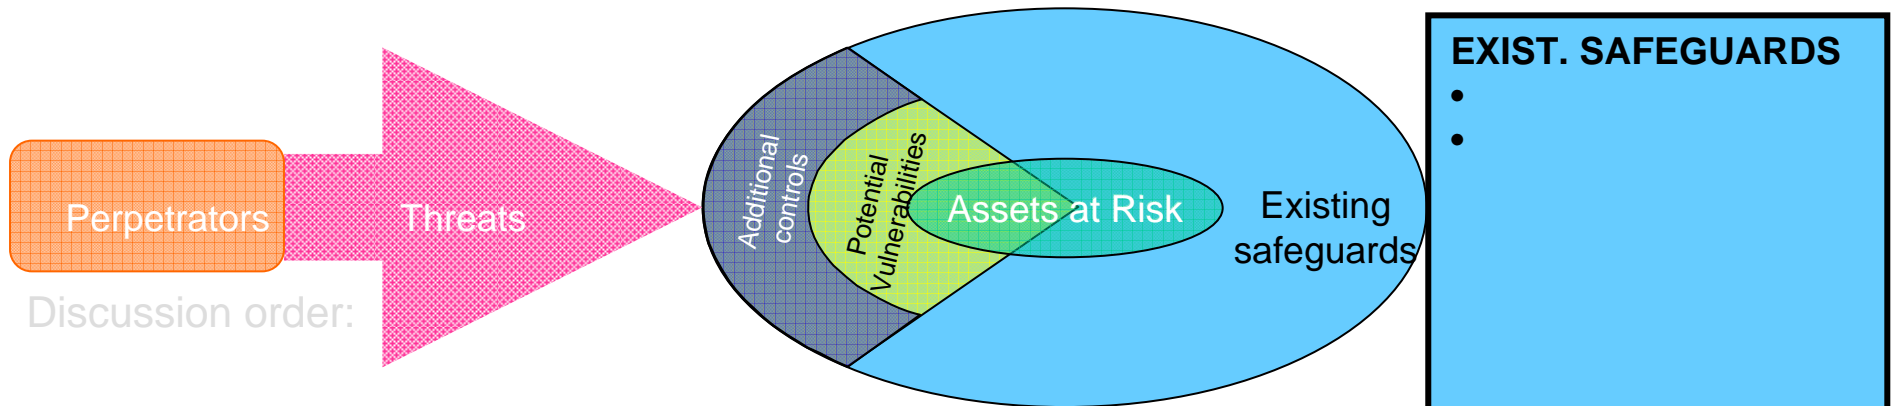 Perpetrators
Threats
Additional
controls
Potential
Vulnerabilities
Assets at Risk
Existing
safeguards
EXIST. SAFEGUARDS
•
•
Discussion order: